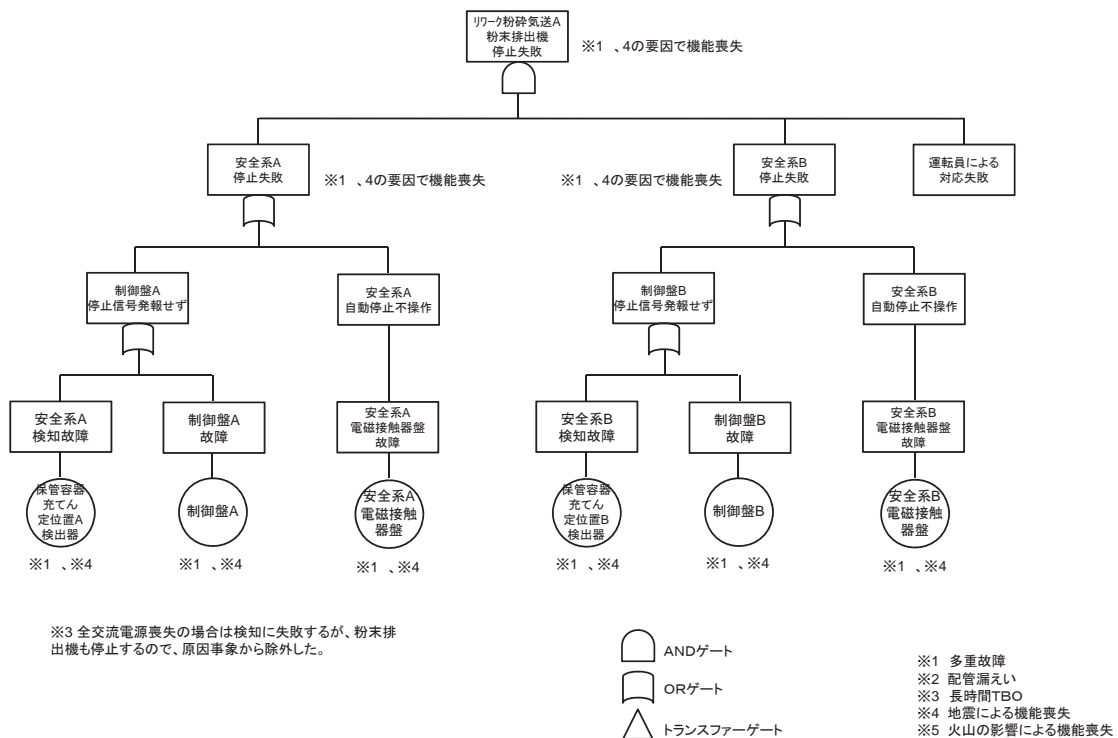 リワーク粉砕気送A
粉末排出機
停止失敗
※1 、4の要因で機能喪失
安全系A
停止失敗
※1 、4の要因で機能喪失
※1 、4の要因で機能喪失
安全系B
停止失敗
運転員による
対応失敗
制御盤A
停止信号発報せず
安全系A
自動停止不操作
制御盤B
停止信号発報せず
安全系B
自動停止不操作
安全系A
検知故障
制御盤A
故障
安全系A
電磁接触器盤
故障
安全系B
検知故障
制御盤B
故障
安全系B
電磁接触器盤
故障
保管容器
充てん
定位置A
検出器
制御盤A
安全系A
電磁接触
器盤
保管容器
充てん
定位置B
検出器
制御盤B
安全系B
電磁接触
器盤
※1 、※4
※1 、※4
※1 、※4
※1 、※4
※1 、※4
※1 、※4
※3 全交流電源喪失の場合は検知に失敗するが、粉末排
出機も停止するので、原因事象から除外した。
ANDゲート
ORゲート
トランスファーゲート
※1 多重故障
※2 配管漏えい
※3 長時間TBO
※4 地震による機能喪失
※5 火山の影響による機能喪失